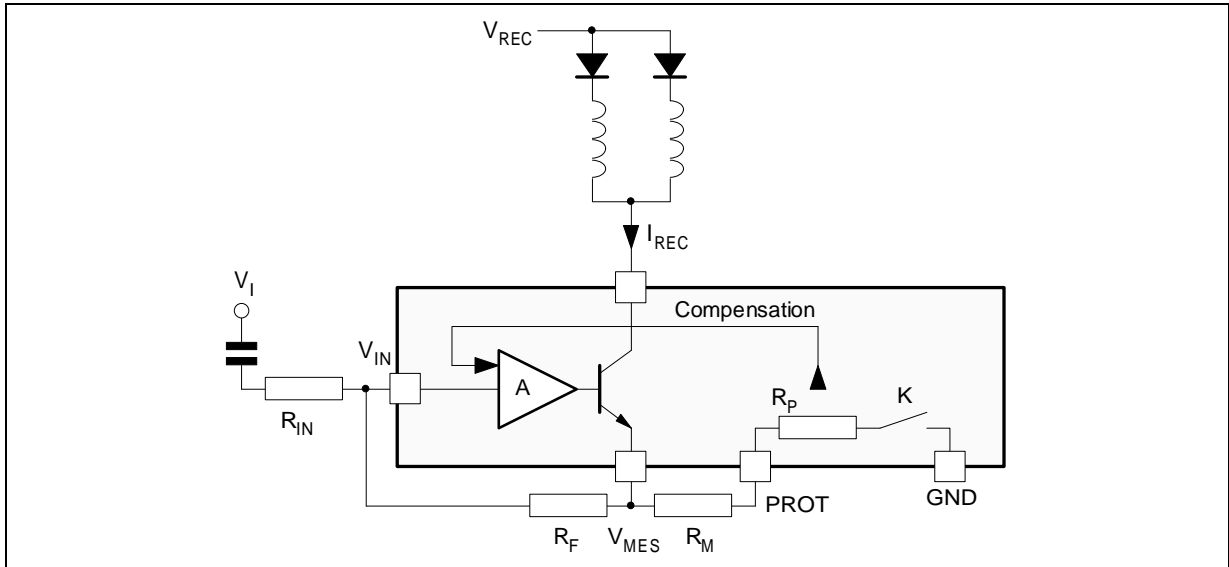 V_REC
I_REC
V_I
Compensation
V_IN
A
R_P
K
R_IN
PROT
GND
R_F
V_MES
R_M